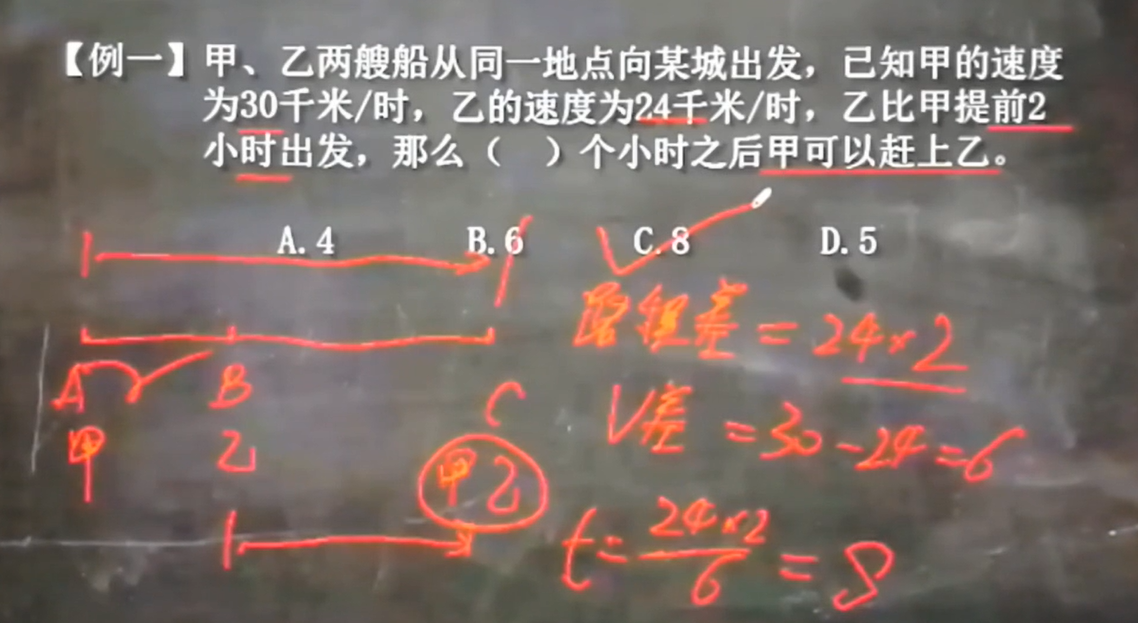 【例一】甲、乙两艘船从同一地点向某城出发，已知甲的速度
为30千米/时，乙的速度为24千米/时，乙比甲提前2
小时出发，那么（ ）个小时之后甲可以赶上乙。
A.4 B.6 C.8 D.5
路程差=24×2
A B C
V差=30-24=6
甲 乙 甲乙
t=24×2/6=8